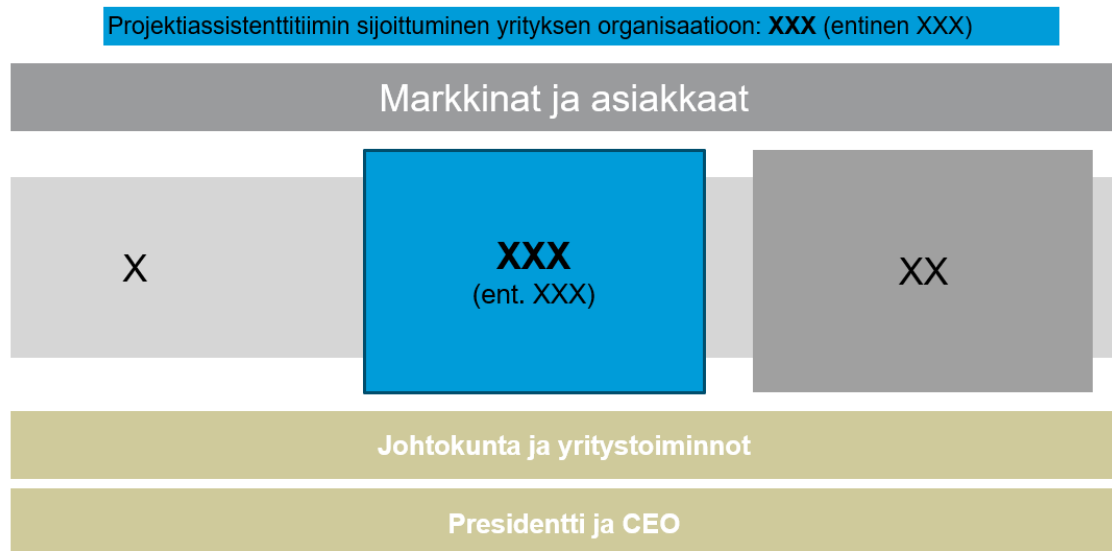 Projektiassistenttitiimin sijoittuminen yrityksen organisaatioon: XXX (entinen XXX)
Markkinat ja asiakkaat
X
XXX
(ent. XXX)
XX
Johtokunta ja yritystoiminnot
Presidentti ja CEO